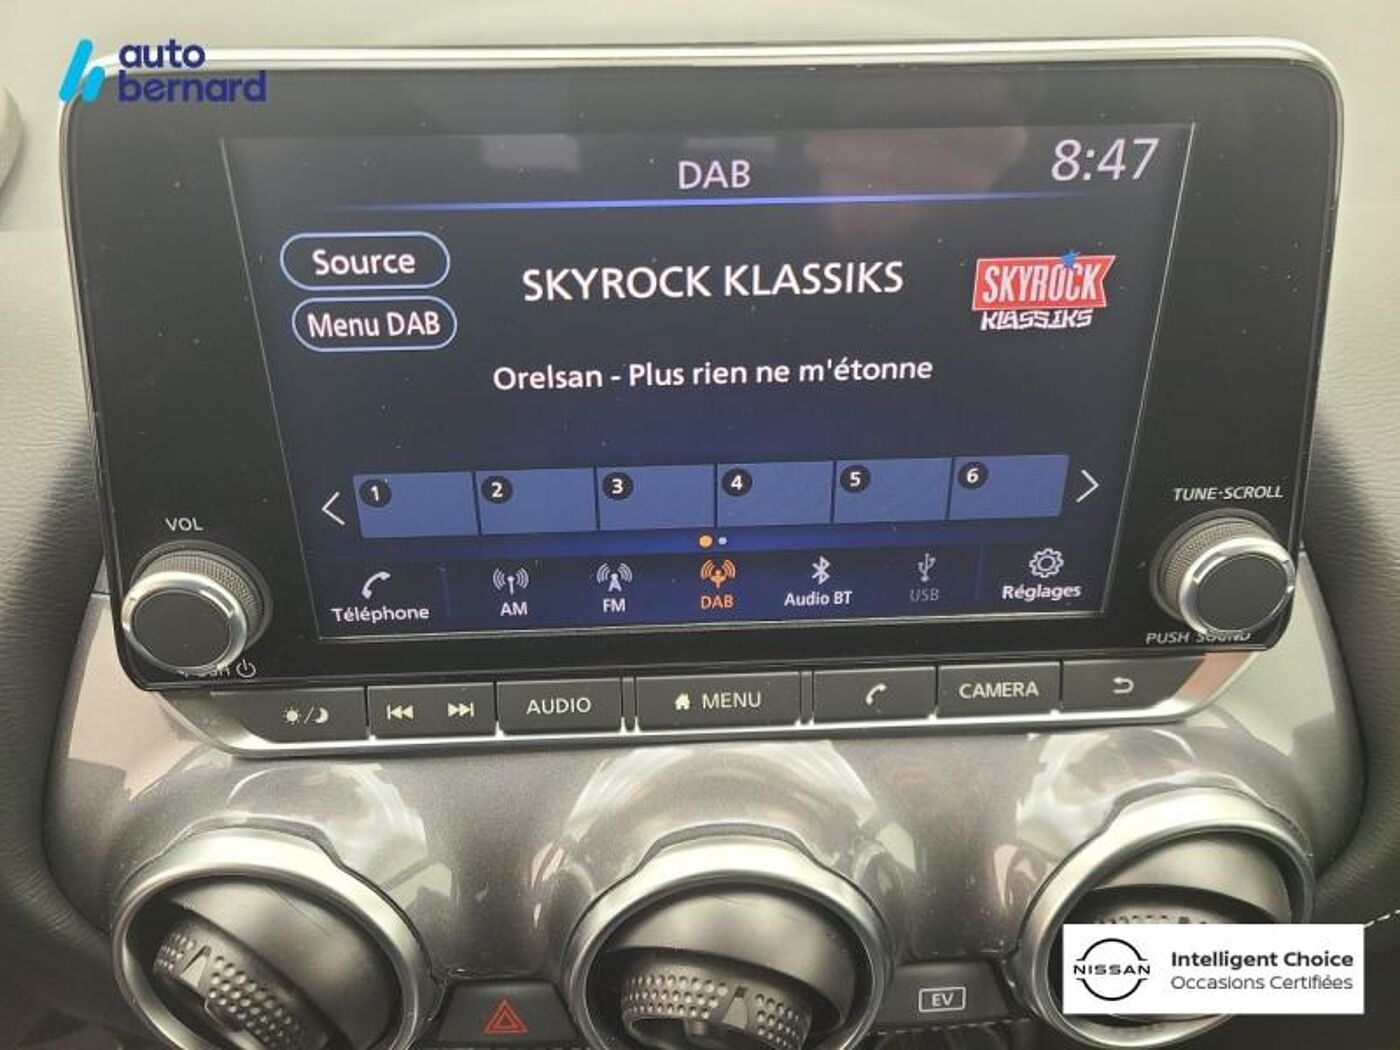 auto
bernard
DAB
8:47
Source
Menu DAB
SKYROCK KLASSIKS
SKYROCK
KLASSIKS
Orelsan - Plus rien ne m'étonne
1 2 3 4 5 6
Téléphone AM FM DAB Audio BT USB Réglages
VOL
TUNE·SCROLL
PUSH SOUND
AUDIO
MENU
CAMERA
EV
NISSAN
Intelligent Choice
Occasions Certifiées